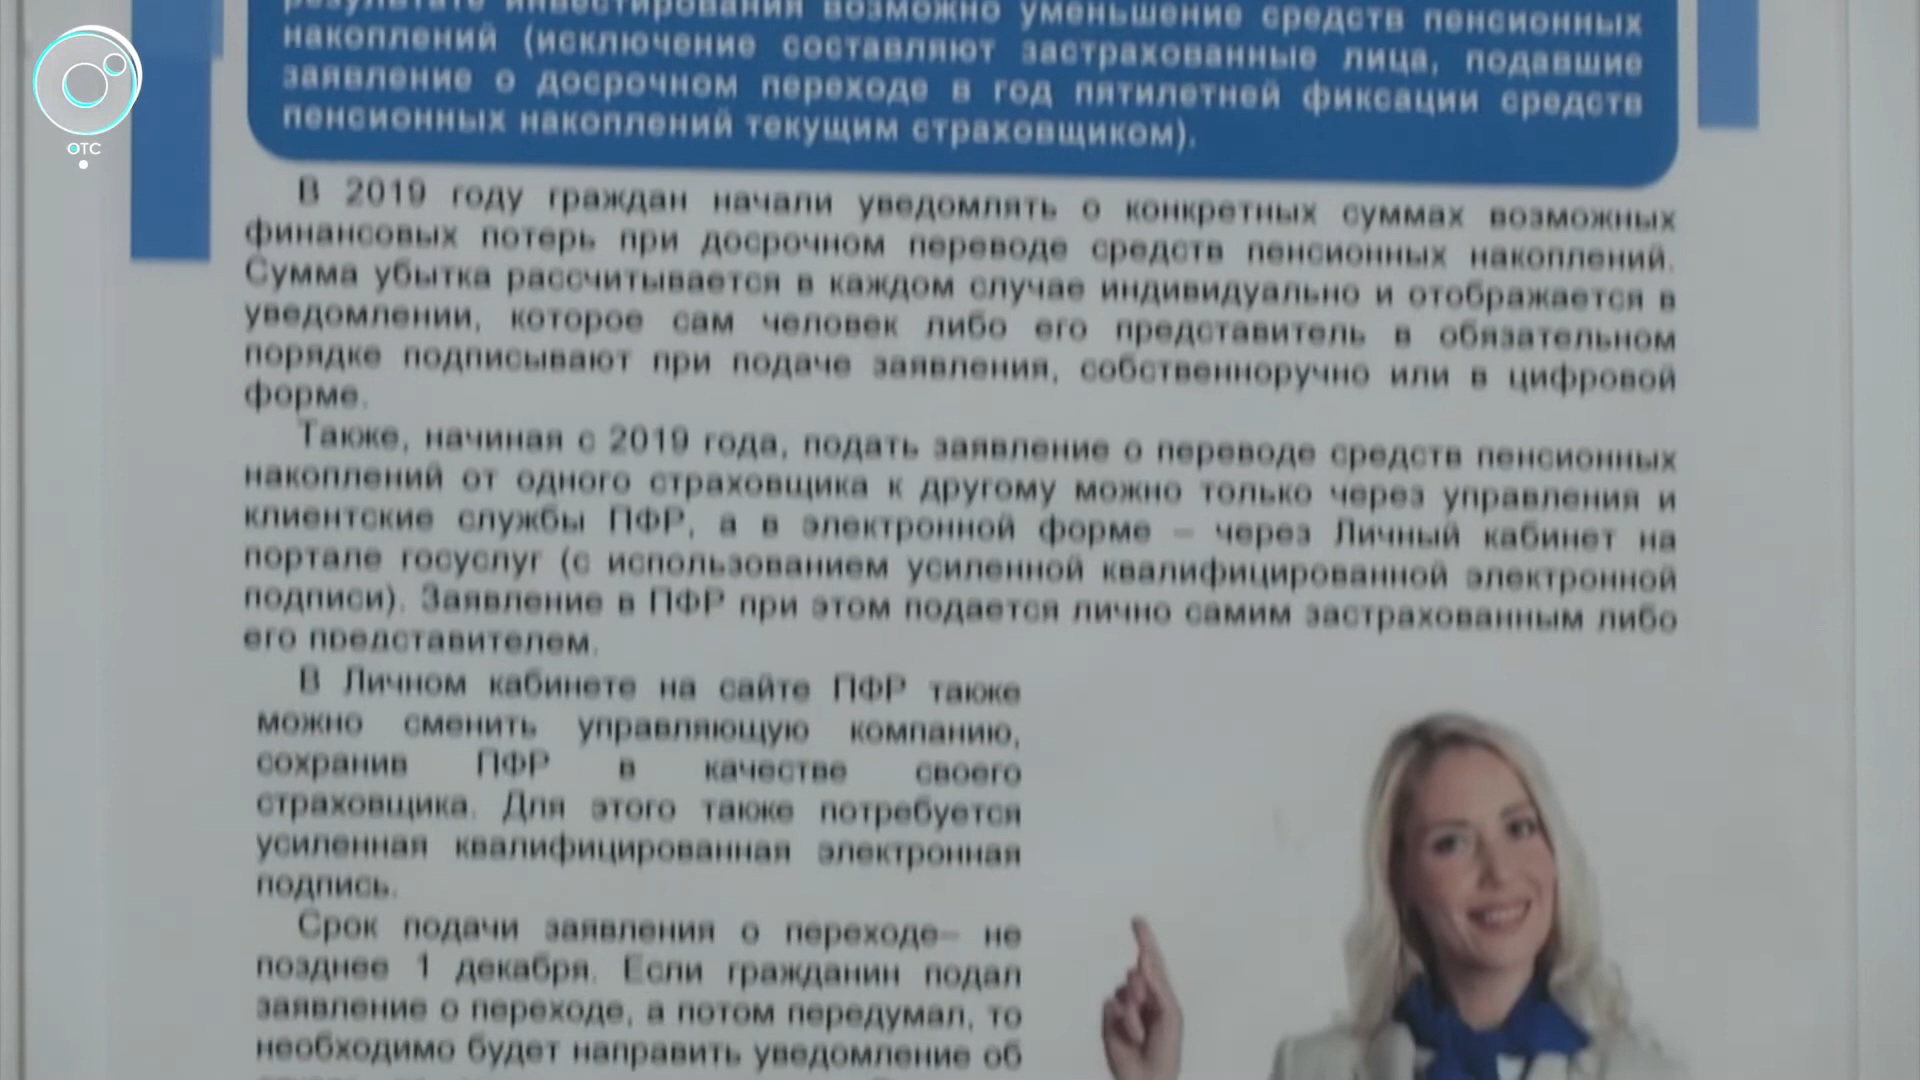 ОТС
результате инвестирования возможно уменьшение средств пенсионных
накоплений (исключение составляют застрахованные лица, подавшие
заявление о досрочном переходе в год пятилетней фиксации средств
пенсионных накоплений текущим страховщиком).
В 2019 году граждан начали уведомлять о конкретных суммах возможных
финансовых потерь при досрочном переводе средств пенсионных накоплений.
Сумма убытка рассчитывается в каждом случае индивидуально и отображается в
уведомлении, которое сам человек либо его представитель в обязательном
порядке подписывают при подаче заявления, собственноручно или в цифровой
форме.
Также, начиная с 2019 года, подать заявление о переводе средств пенсионных
накоплений от одного страховщика к другому можно только через управления и
клиентские службы ПФР, а в электронной форме – через Личный кабинет на
портале госуслуг (с использованием усиленной квалифицированной электронной
подписи). Заявление в ПФР при этом подается лично самим застрахованным либо
его представителем.
В Личном кабинете на сайте ПФР также
можно сменить управляющую компанию,
сохранив ПФР в качестве своего
страховщика. Для этого также потребуется
усиленная квалифицированная электронная
подпись.
Срок подачи заявления о переходе– не
позднее 1 декабря. Если гражданин подал
заявление о переходе, а потом передумал, то
необходимо будет направить уведомление об